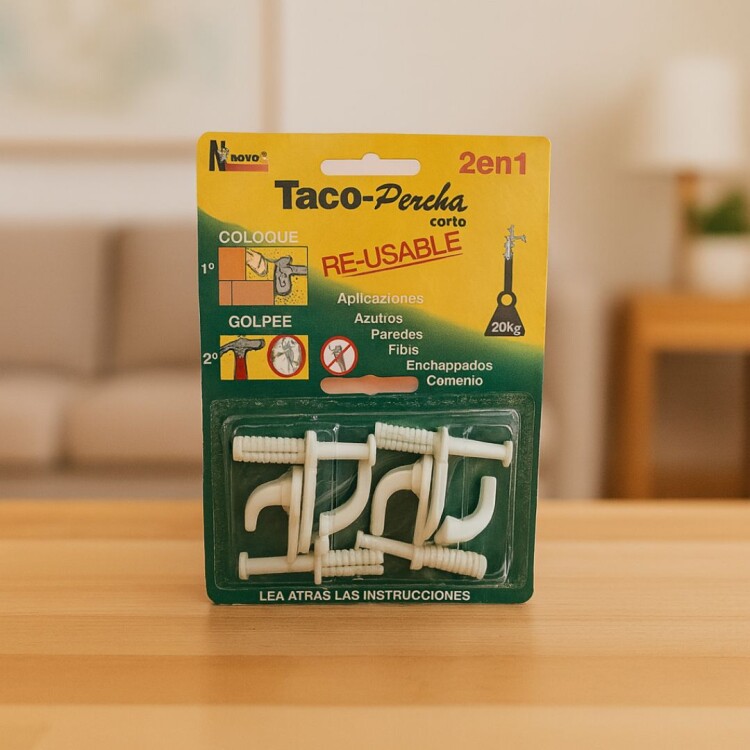 Nnovo®
2en1
Taco-Percha
corto
COLOQUE
RE-USABLE
1º
Aplicaziones
Azutros
GOLPEE
Paredes
20kg
2º
Fibis
Enchappados
Comenio
LEA ATRAS LAS INSTRUCCIONES